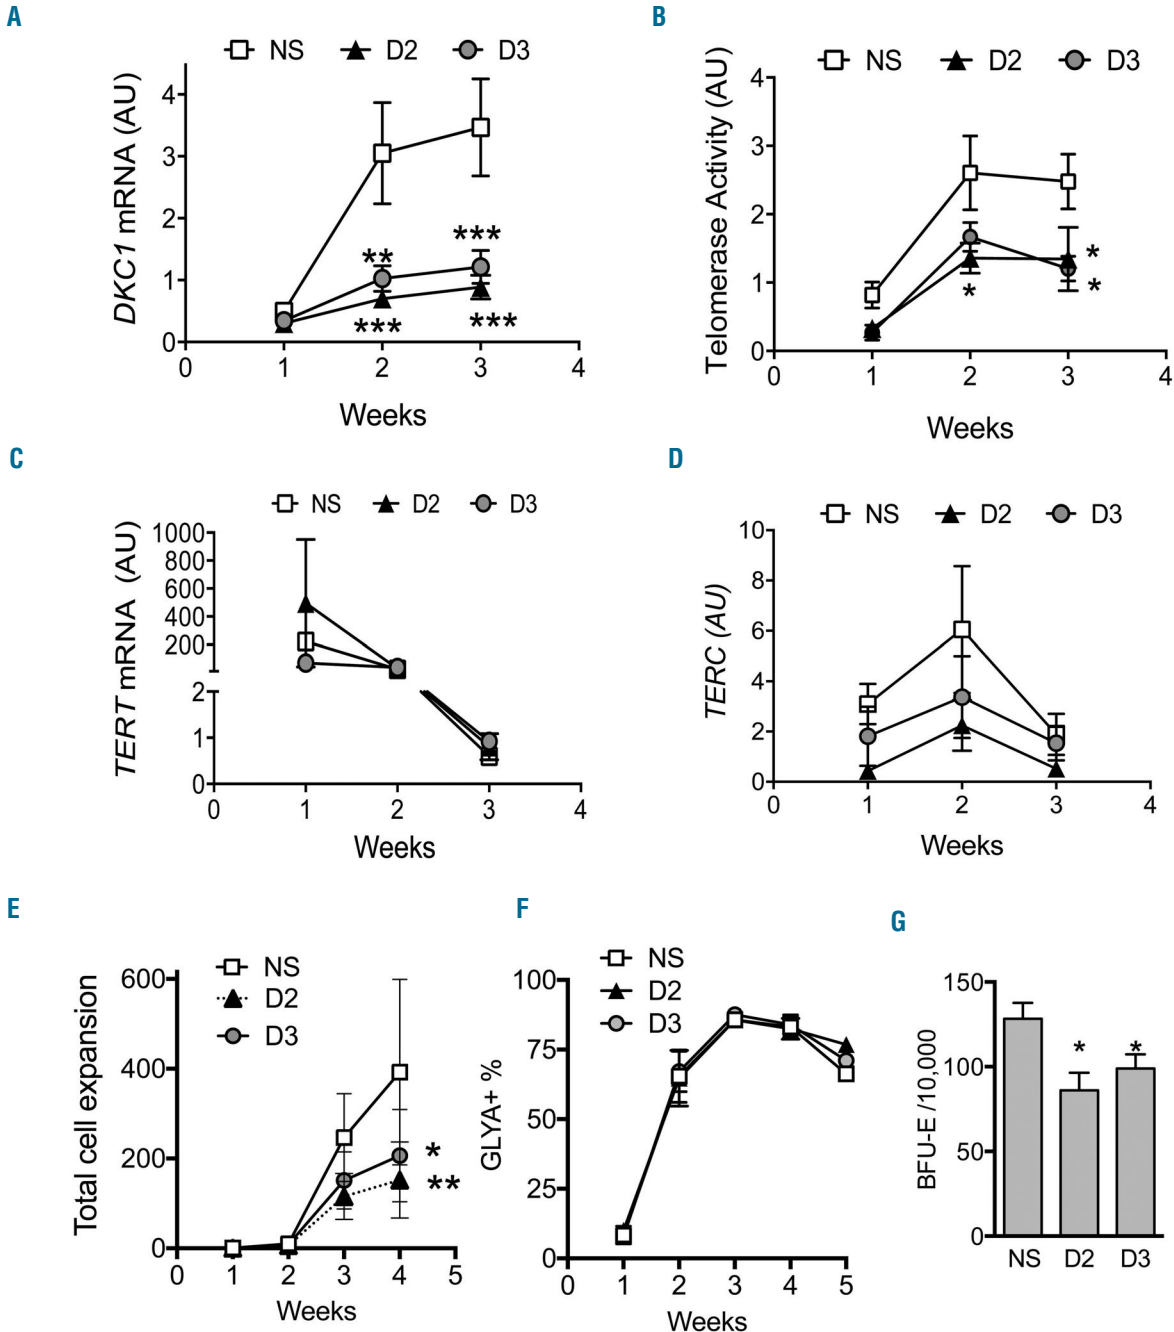 A
NS D2 D3
DKC1 mRNA (AU)
4
3
2
1
0
**
***
***
***
0 1 2 3 4
Weeks
B
NS D2 D3
Telomerase Activity (AU)
4
3
2
1
0
*
*
*
0 1 2 3 4
Weeks
C
NS D2 D3
TERT mRNA (AU)
1000
800
600
400
200
2
1
0
0 1 2 3 4
Weeks
D
NS D2 D3
TERC (AU)
10
8
6
4
2
0
0 1 2 3 4
Weeks
E
NS
D2
D3
Total cell expansion
600
400
200
0
*
**
0 1 2 3 4 5
Weeks
F
NS
D2
D3
GLYA+ %
100
75
50
25
0
0 1 2 3 4 5
Weeks
G
BFU-E /10,000
150
100
50
0
* *
NS D2 D3